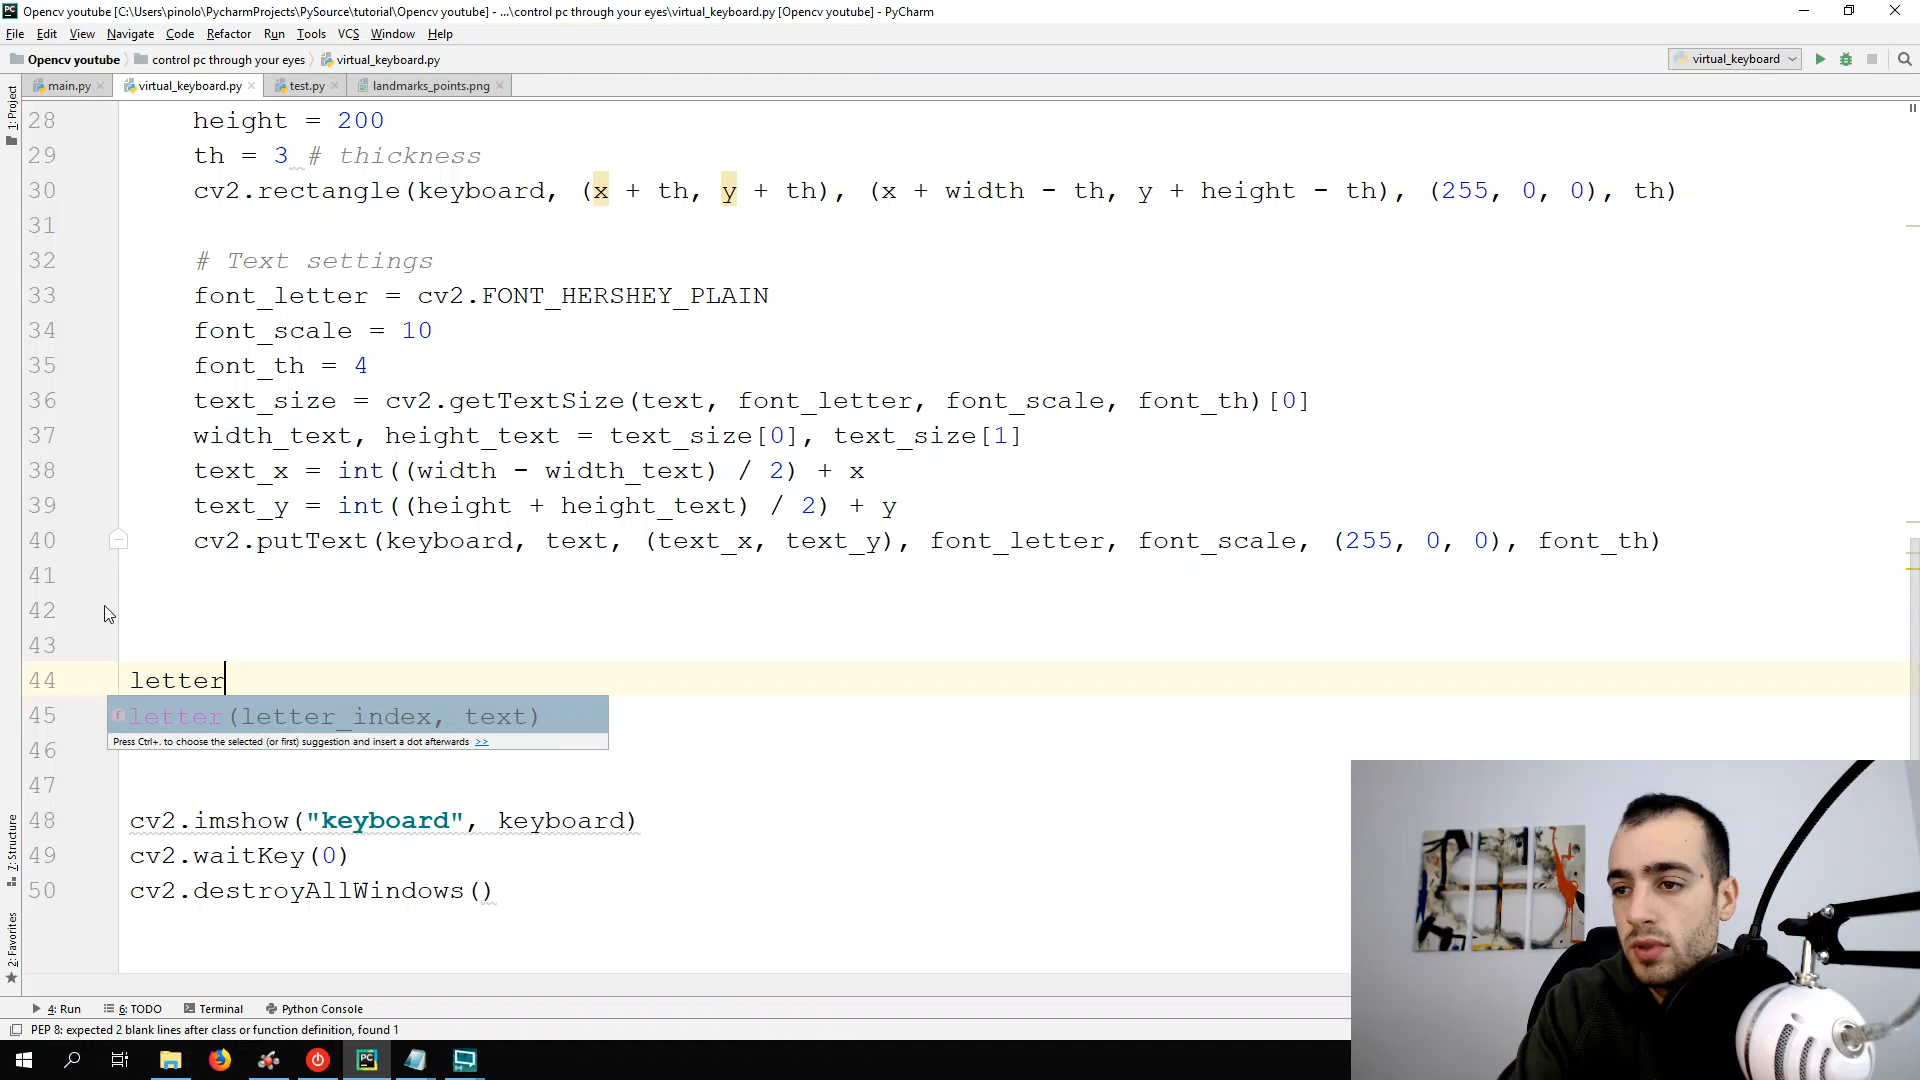 Opencv youtube [C:\Users\pinolo\PycharmProjects\PySource\tutorial\Opencv youtube] - ...\control pc through your eyes\virtual_keyboard.py [Opencv youtube] - PyCharm
File Edit View Navigate Code Refactor Run Tools VCS Window Help
Opencv youtube control pc through your eyes virtual_keyboard.py virtual_keyboard
main.py virtual_keyboard.py test.py landmarks_points.png
1: Project
28 height = 200
29 th = 3 # thickness
30 cv2.rectangle(keyboard, (x + th, y + th), (x + width - th, y + height - th), (255, 0, 0), th)
31
32 # Text settings
33 font_letter = cv2.FONT_HERSHEY_PLAIN
34 font_scale = 10
35 font_th = 4
36 text_size = cv2.getTextSize(text, font_letter, font_scale, font_th)[0]
37 width_text, height_text = text_size[0], text_size[1]
38 text_x = int((width - width_text) / 2) + x
39 text_y = int((height + height_text) / 2) + y
40 cv2.putText(keyboard, text, (text_x, text_y), font_letter, font_scale, (255, 0, 0), font_th)
41
42
43
44 letter
45 letter(letter_index, text)
Press Ctrl+. to choose the selected (or first) suggestion and insert a dot afterwards >>
46
47
48 cv2.imshow("keyboard", keyboard)
49 cv2.waitKey(0)
50 cv2.destroyAllWindows()
7: Structure
2: Favorites
4: Run 6: TODO Terminal Python Console
PEP 8: expected 2 blank lines after class or function definition, found 1